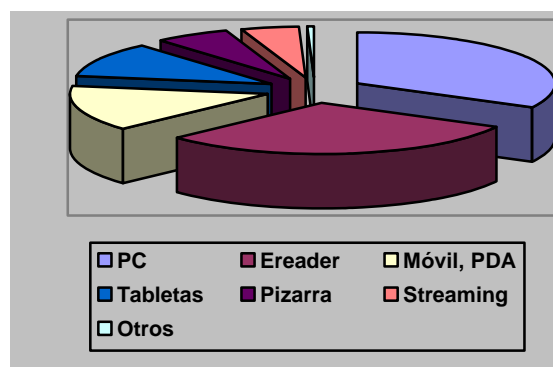 PC Ereader Móvil, PDA
Tabletas Pizarra Streaming
Otros